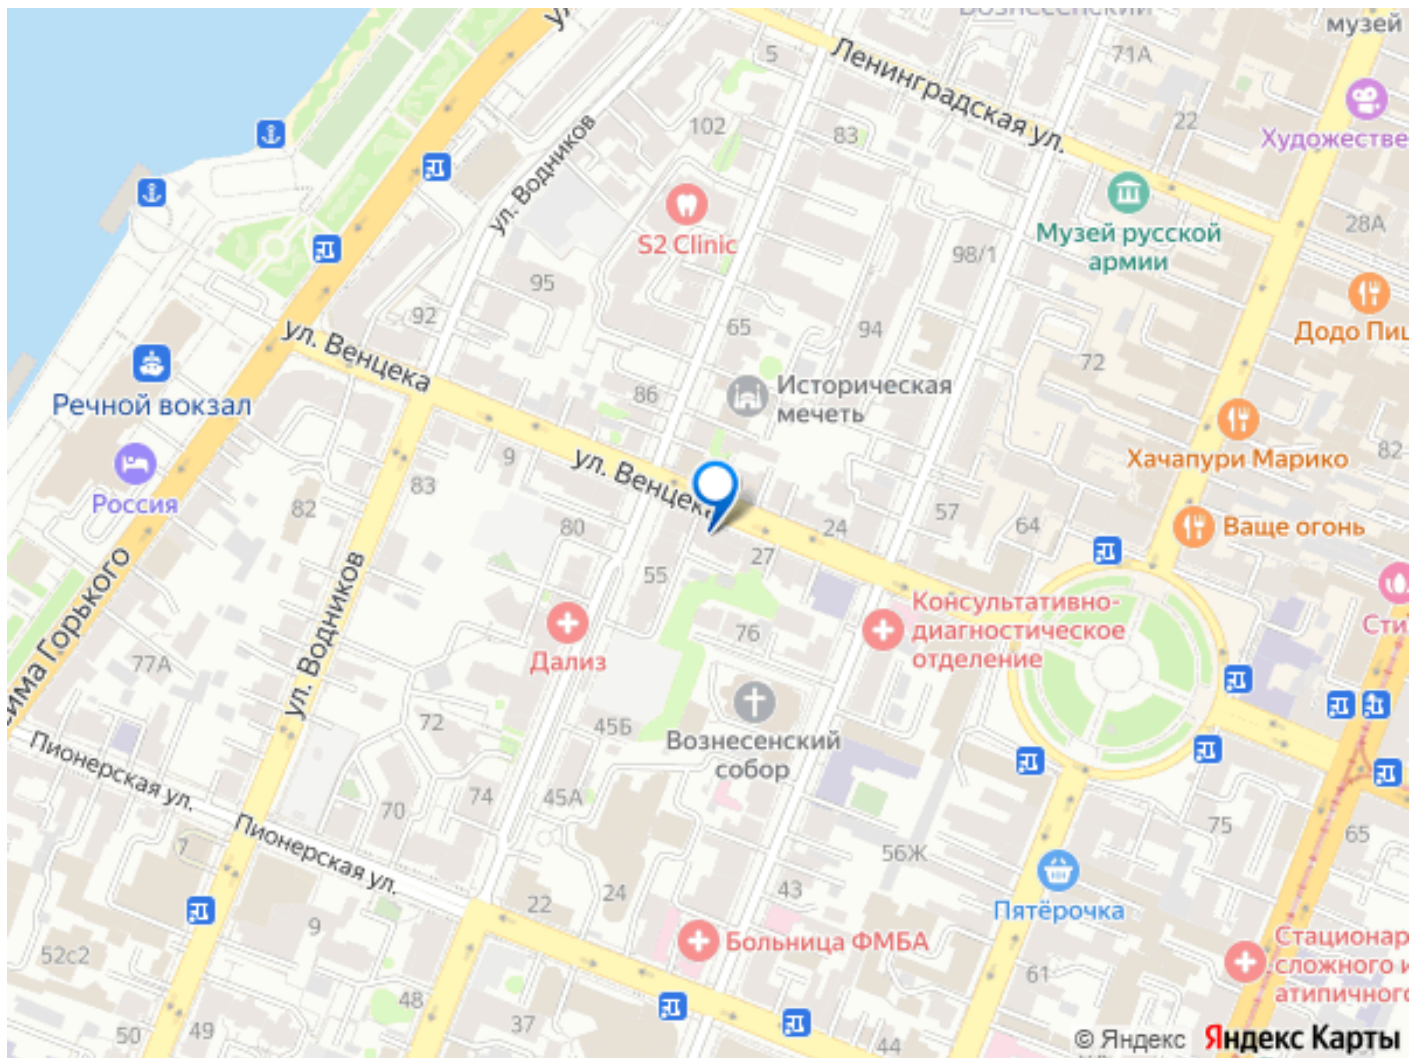 музей
Ленинградская ул.
71А
5
22
Художестве
102
83
ул. Водников
S2 Clinic
Музей русской
армии
28А
98/1
95
Додо Пиц
92
65
94
ул. Венцека
72
Речной вокзал
86
Историческая
мечеть
Хачапури Марико
82
Россия
9
ул. Венцека
83
82
80
24
57
64
Ваще огонь
27
55
Консультативно-
диагностическое
отделение
76
Дализ
ул. Водников
77А
72
45Б
Вознесенский
собор
Пионерская ул.
74
45А
70
75
65
Пионерская ул.
7
56Ж
22
24
43
Пятёрочка
9
Больница ФМБА
Стационар
сложного и
атипичного
52с2
61
48
37
50
49
44
© Яндекс Яндекс Карты